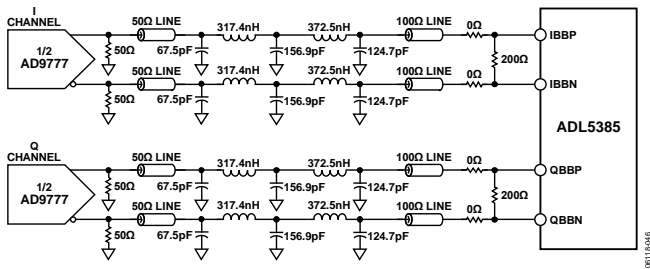 I
CHANNEL
1/2
AD9777
50Ω
50Ω LINE
67.5pF
317.4nH
156.9pF
372.5nH
124.7pF
100Ω LINE
0Ω
IBBP
50Ω
50Ω LINE
67.5pF
317.4nH
156.9pF
372.5nH
124.7pF
100Ω LINE
0Ω
200Ω
IBBN
ADL5385
Q
CHANNEL
1/2
AD9777
50Ω
50Ω LINE
67.5pF
317.4nH
156.9pF
372.5nH
124.7pF
100Ω LINE
0Ω
QBBP
50Ω
50Ω LINE
67.5pF
317.4nH
156.9pF
372.5nH
124.7pF
100Ω LINE
0Ω
200Ω
QBBN
06118-046